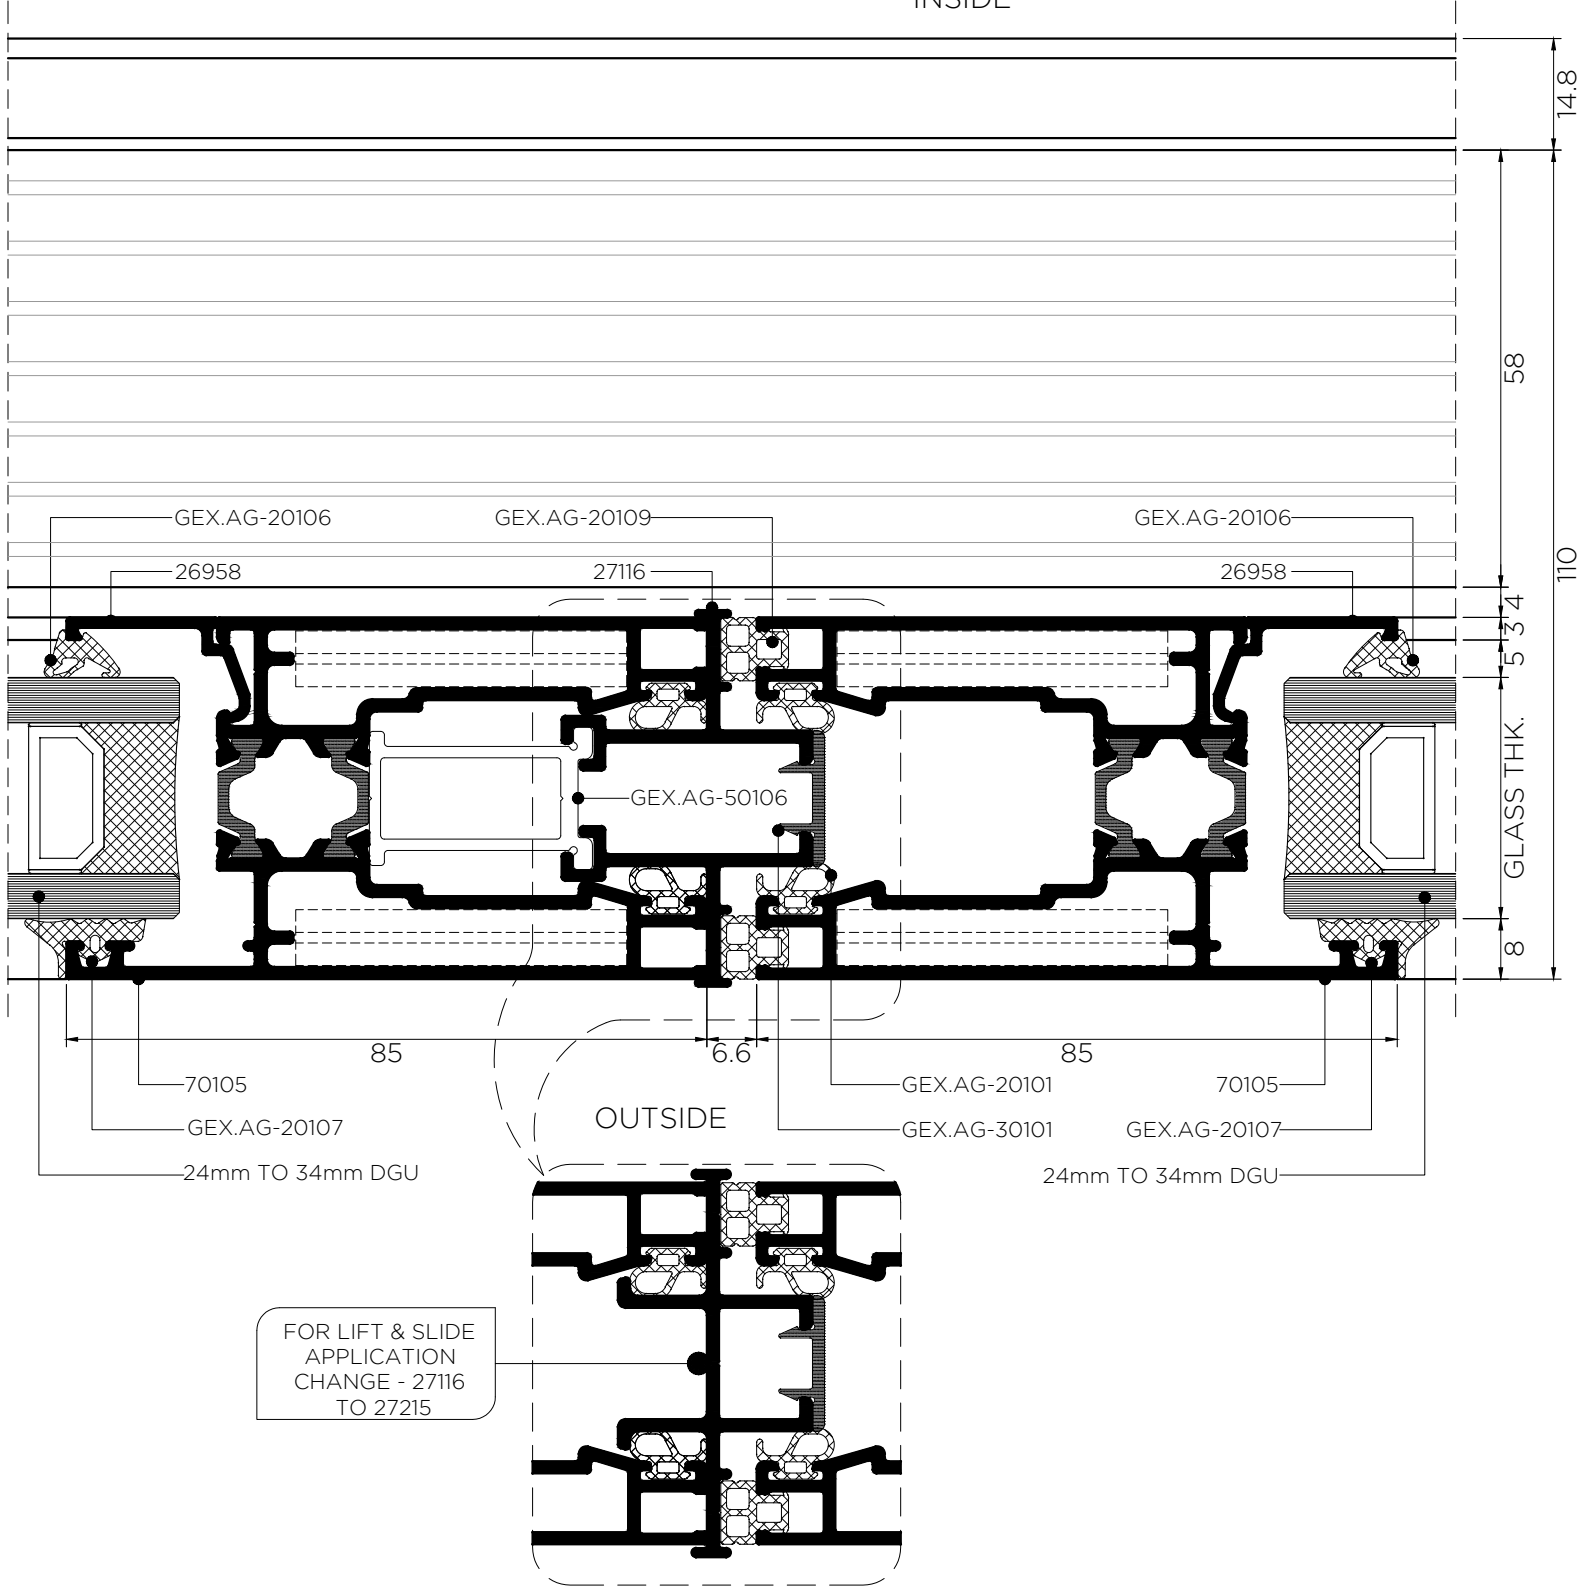 INSIDE
14.8
58
110
GEX.AG-20106
GEX.AG-20109
GEX.AG-20106
26958
27116
26958
4
3
5
GEX.AG-50106
GLASS THK.
8
85
6.6
85
70105
GEX.AG-20101
70105
GEX.AG-20107
OUTSIDE
GEX.AG-30101
GEX.AG-20107
24mm TO 34mm DGU
24mm TO 34mm DGU
FOR LIFT & SLIDE
APPLICATION
CHANGE - 27116
TO 27215